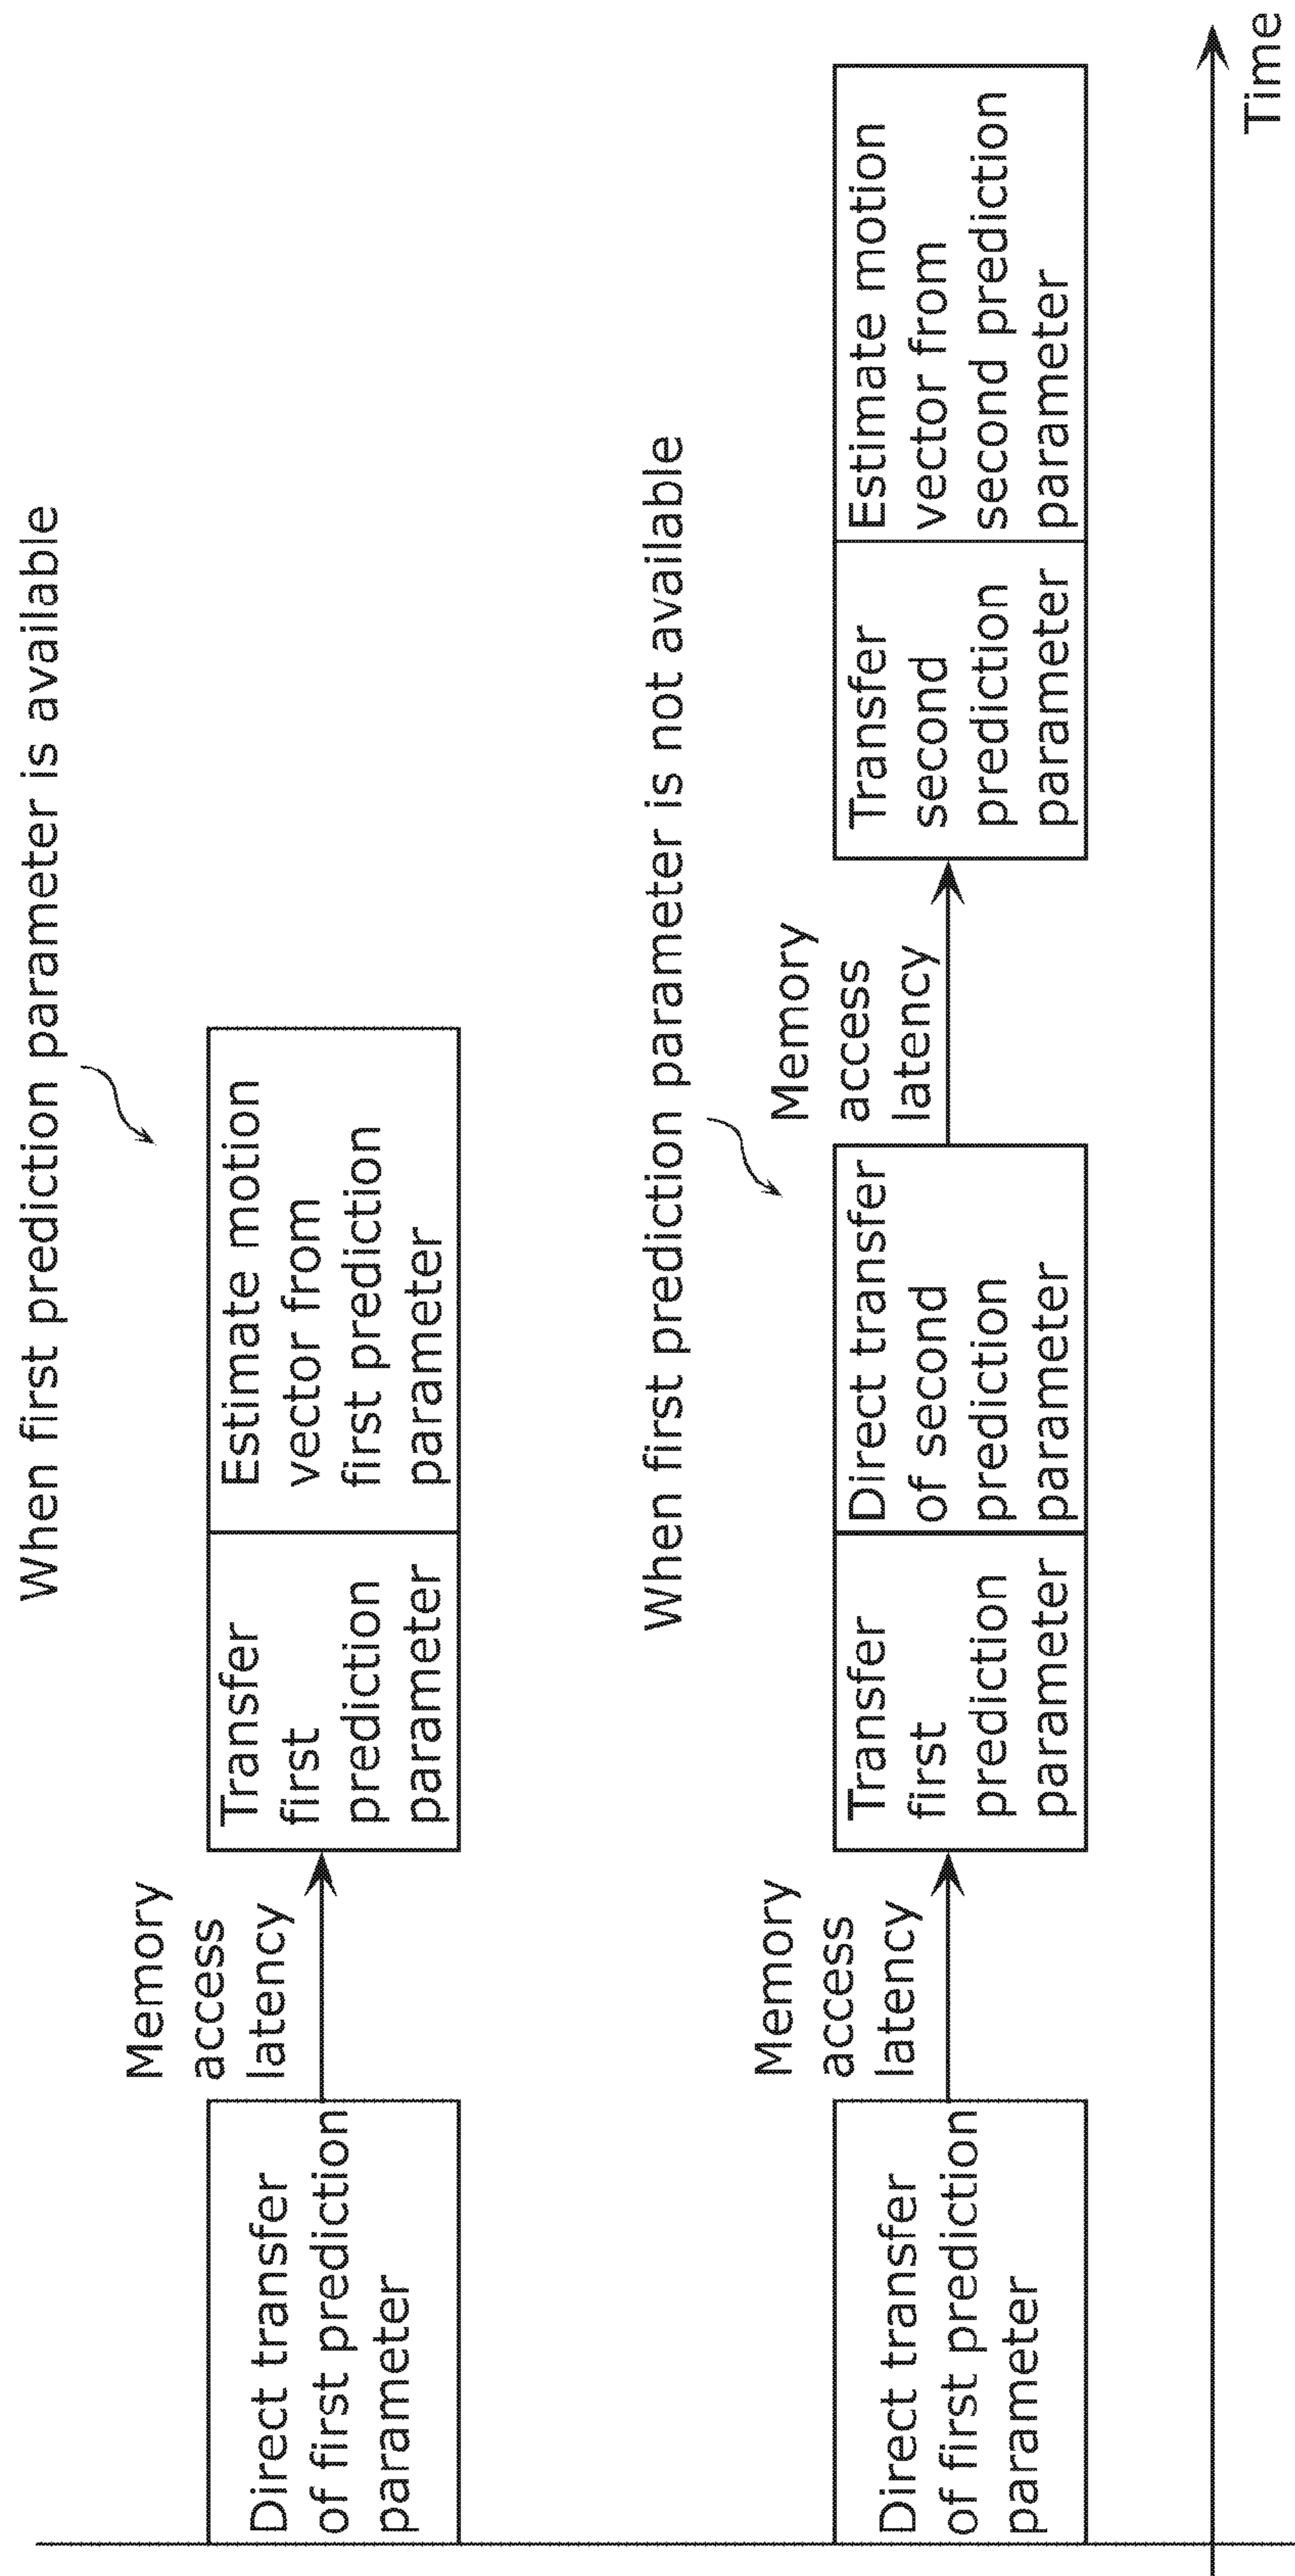 When first prediction parameter is available
Direct transfer
of first prediction
parameter
Memory
access
latency
Transfer
first
prediction
parameter
Estimate motion
vector from
first prediction
parameter
When first prediction parameter is not available
Direct transfer
of first prediction
parameter
Memory
access
latency
Transfer
first
prediction
parameter
Direct transfer
of second
prediction
parameter
Memory
access
latency
Transfer
second
prediction
parameter
Estimate motion
vector from
second prediction
parameter
Time